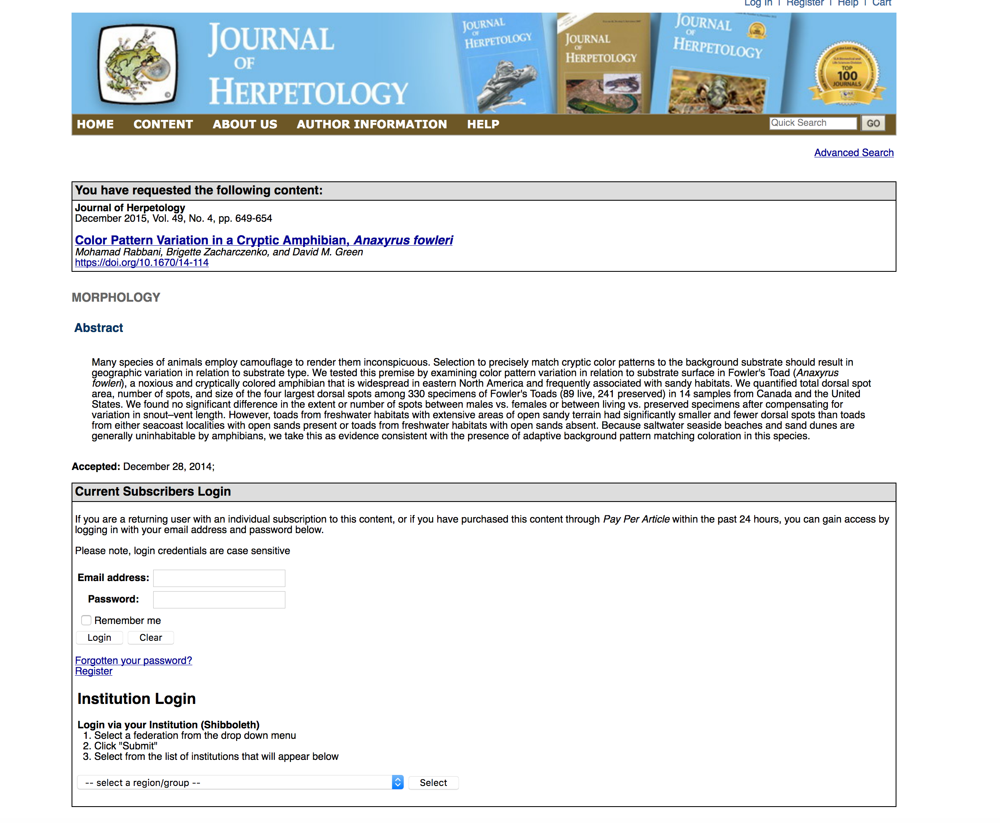 Log In | Register | Help | Cart
JOURNAL
OF
HERPETOLOGY
JOURNAL
OF
HERPETOLOGY
JOURNAL
OF
HERPETOLOGY
JOURNAL
OF
HERPETOLOGY
TOP
100
JOURNALS
©
HOME CONTENT ABOUT US AUTHOR INFORMATION HELP Quick Search GO
Advanced Search
You have requested the following content:
Journal of Herpetology
December 2015, Vol. 49, No. 4, pp. 649-654
Color Pattern Variation in a Cryptic Amphibian, Anaxyrus fowleri
Mohamad Rabbani, Brigette Zacharczenko, and David M. Green
https://doi.org/10.1670/14-114
MORPHOLOGY
Abstract
Many species of animals employ camouflage to render them inconspicuous. Selection to precisely match cryptic color patterns to the background substrate should result in
geographic variation in relation to substrate type. We tested this premise by examining color pattern variation in relation to substrate surface in Fowler's Toad (Anaxyrus
fowleri), a noxious and cryptically colored amphibian that is widespread in eastern North America and frequently associated with sandy habitats. We quantified total dorsal spot
area, number of spots, and size of the four largest dorsal spots among 330 specimens of Fowler's Toads (89 live, 241 preserved) in 14 samples from Canada and the United
States. We found no significant difference in the extent or number of spots between males vs. females or between living vs. preserved specimens after compensating for
variation in snout–vent length. However, toads from freshwater habitats with extensive areas of open sandy terrain had significantly smaller and fewer dorsal spots than toads
from either seacoast localities with open sands present or toads from freshwater habitats with open sands absent. Because saltwater seaside beaches and sand dunes are
generally uninhabitable by amphibians, we take this as evidence consistent with the presence of adaptive background pattern matching coloration in this species.
Accepted: December 28, 2014;
Current Subscribers Login
If you are a returning user with an individual subscription to this content, or if you have purchased this content through Pay Per Article within the past 24 hours, you can gain access by
logging in with your email address and password below.
Please note, login credentials are case sensitive
Email address:
Password:
Remember me
Login Clear
Forgotten your password?
Register
Institution Login
Login via your Institution (Shibboleth)
1. Select a federation from the drop down menu
2. Click "Submit"
3. Select from the list of institutions that will appear below
-- select a region/group -- Select